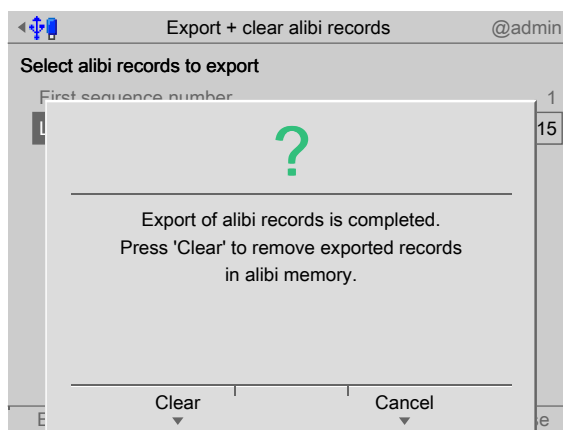 Export + clear alibi records
@admin
Select alibi records to export
First sequence number 1
15
?
Export of alibi records is completed.
Press 'Clear' to remove exported records
in alibi memory.
Clear
Cancel